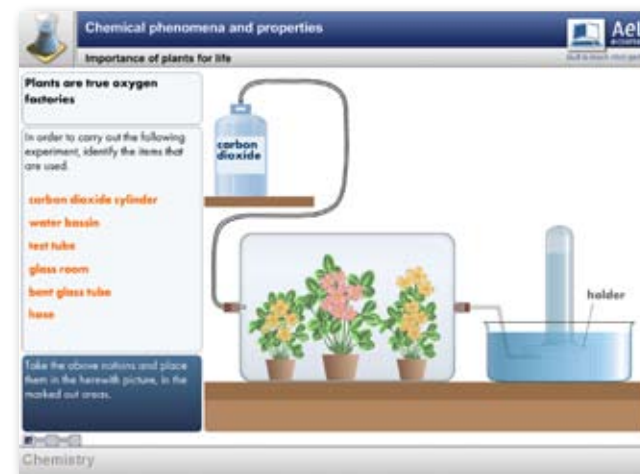 Chemical phenomena and properties
Importance of plants for life
Plants are true oxygen
factories
In order to carry out the following
experiment, identify the items that
are used.
carbon dioxide cylinder
water bassin
test tube
glass room
bent glass tube
hose
Take the above notions and place
them in the herewith picture, in the
marked out areas.
carbon
dioxide
holder
Chemistry